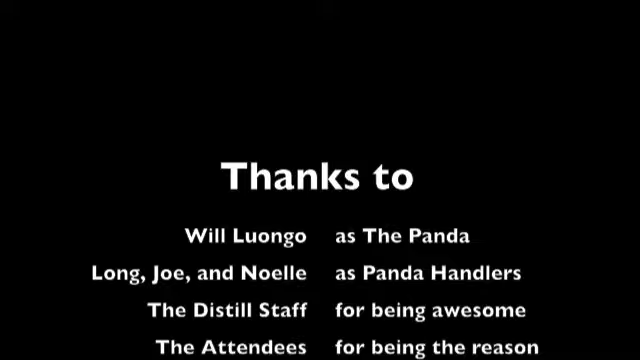 Thanks to
Will Luongo as The Panda
Long, Joe, and Noelle as Panda Handlers
The Distill Staff for being awesome
The Attendees for being the reason